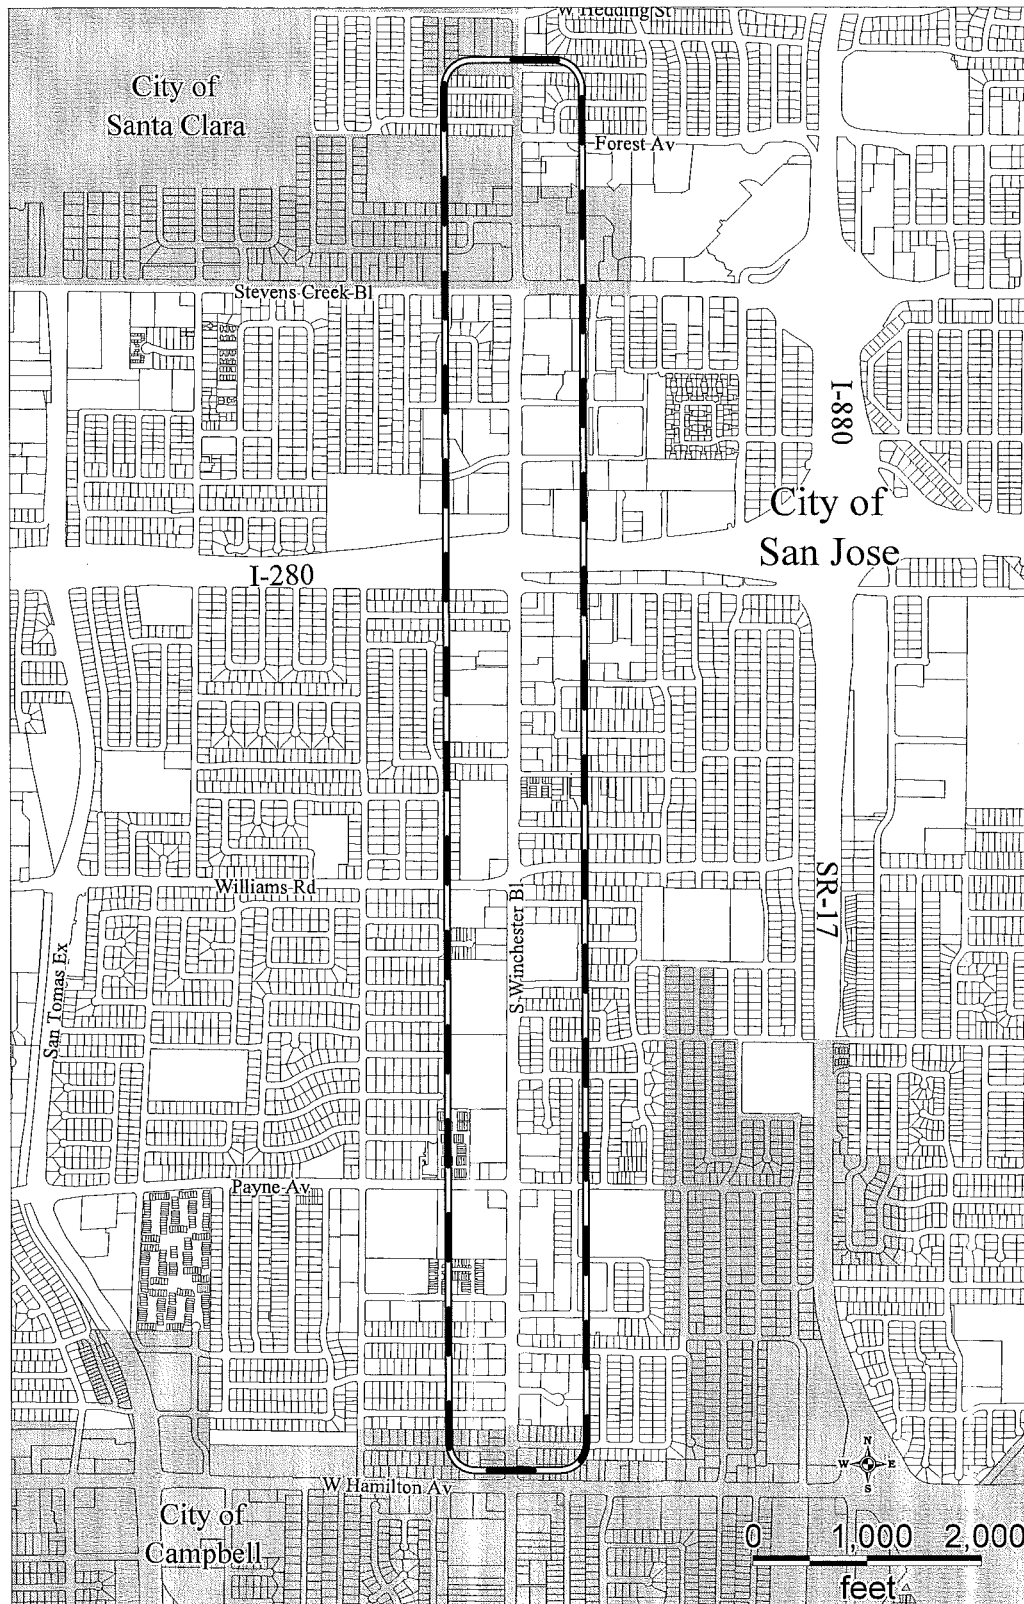 W Hedding St
City of
Santa Clara
Forest Av
Stevens Creek Bl
I-880
City of
San Jose
I-280
Williams Rd
S Winchester Bl
SR-17
San Tomas Ex
Payne Av
N
W E
S
W Hamilton Av
City of
Campbell
0 1,000 2,000
feet